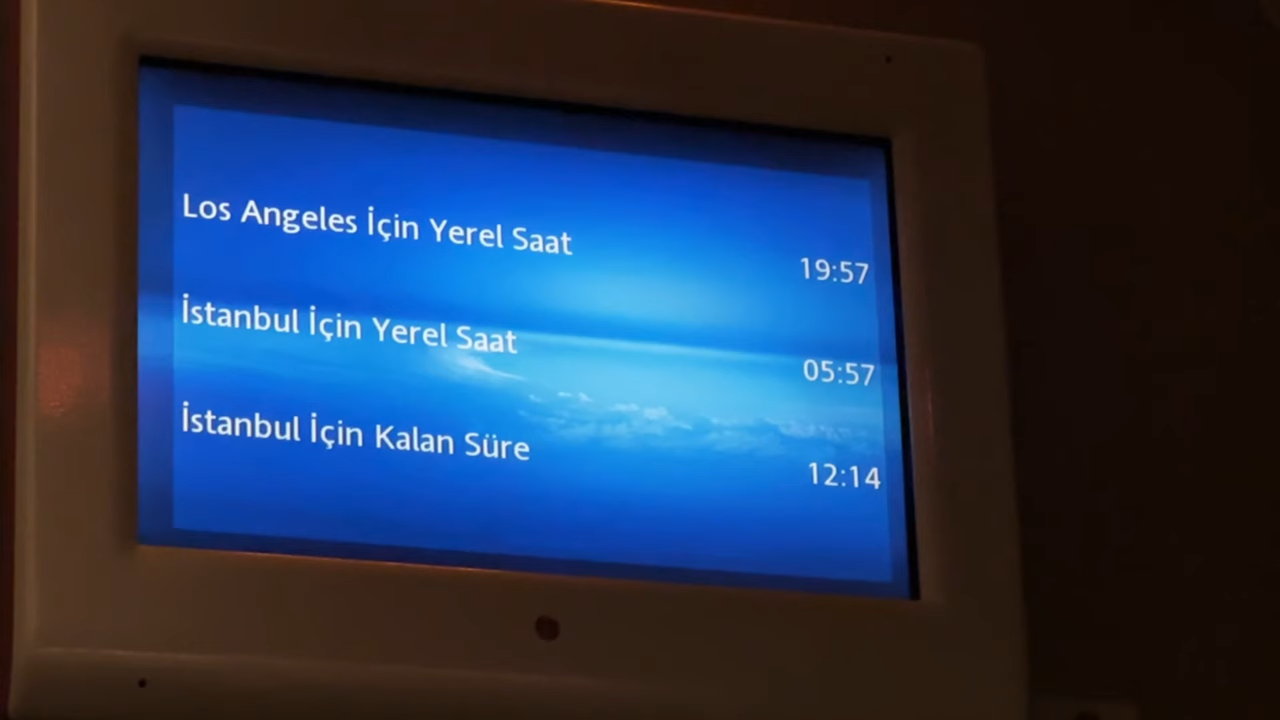 Los Angeles İçin Yerel Saat
19:57
İstanbul İçin Yerel Saat
05:57
İstanbul İçin Kalan Süre
12:14